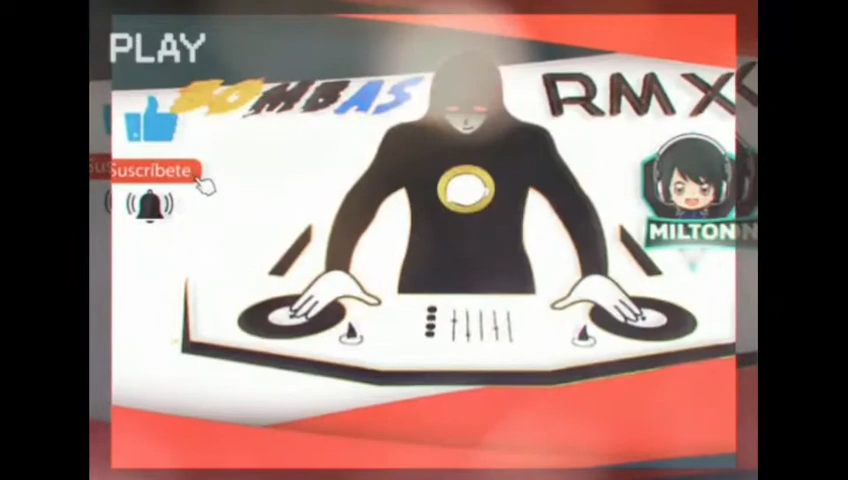 PLAY
BOMBAS
RMX
Suscríbete
MILTON